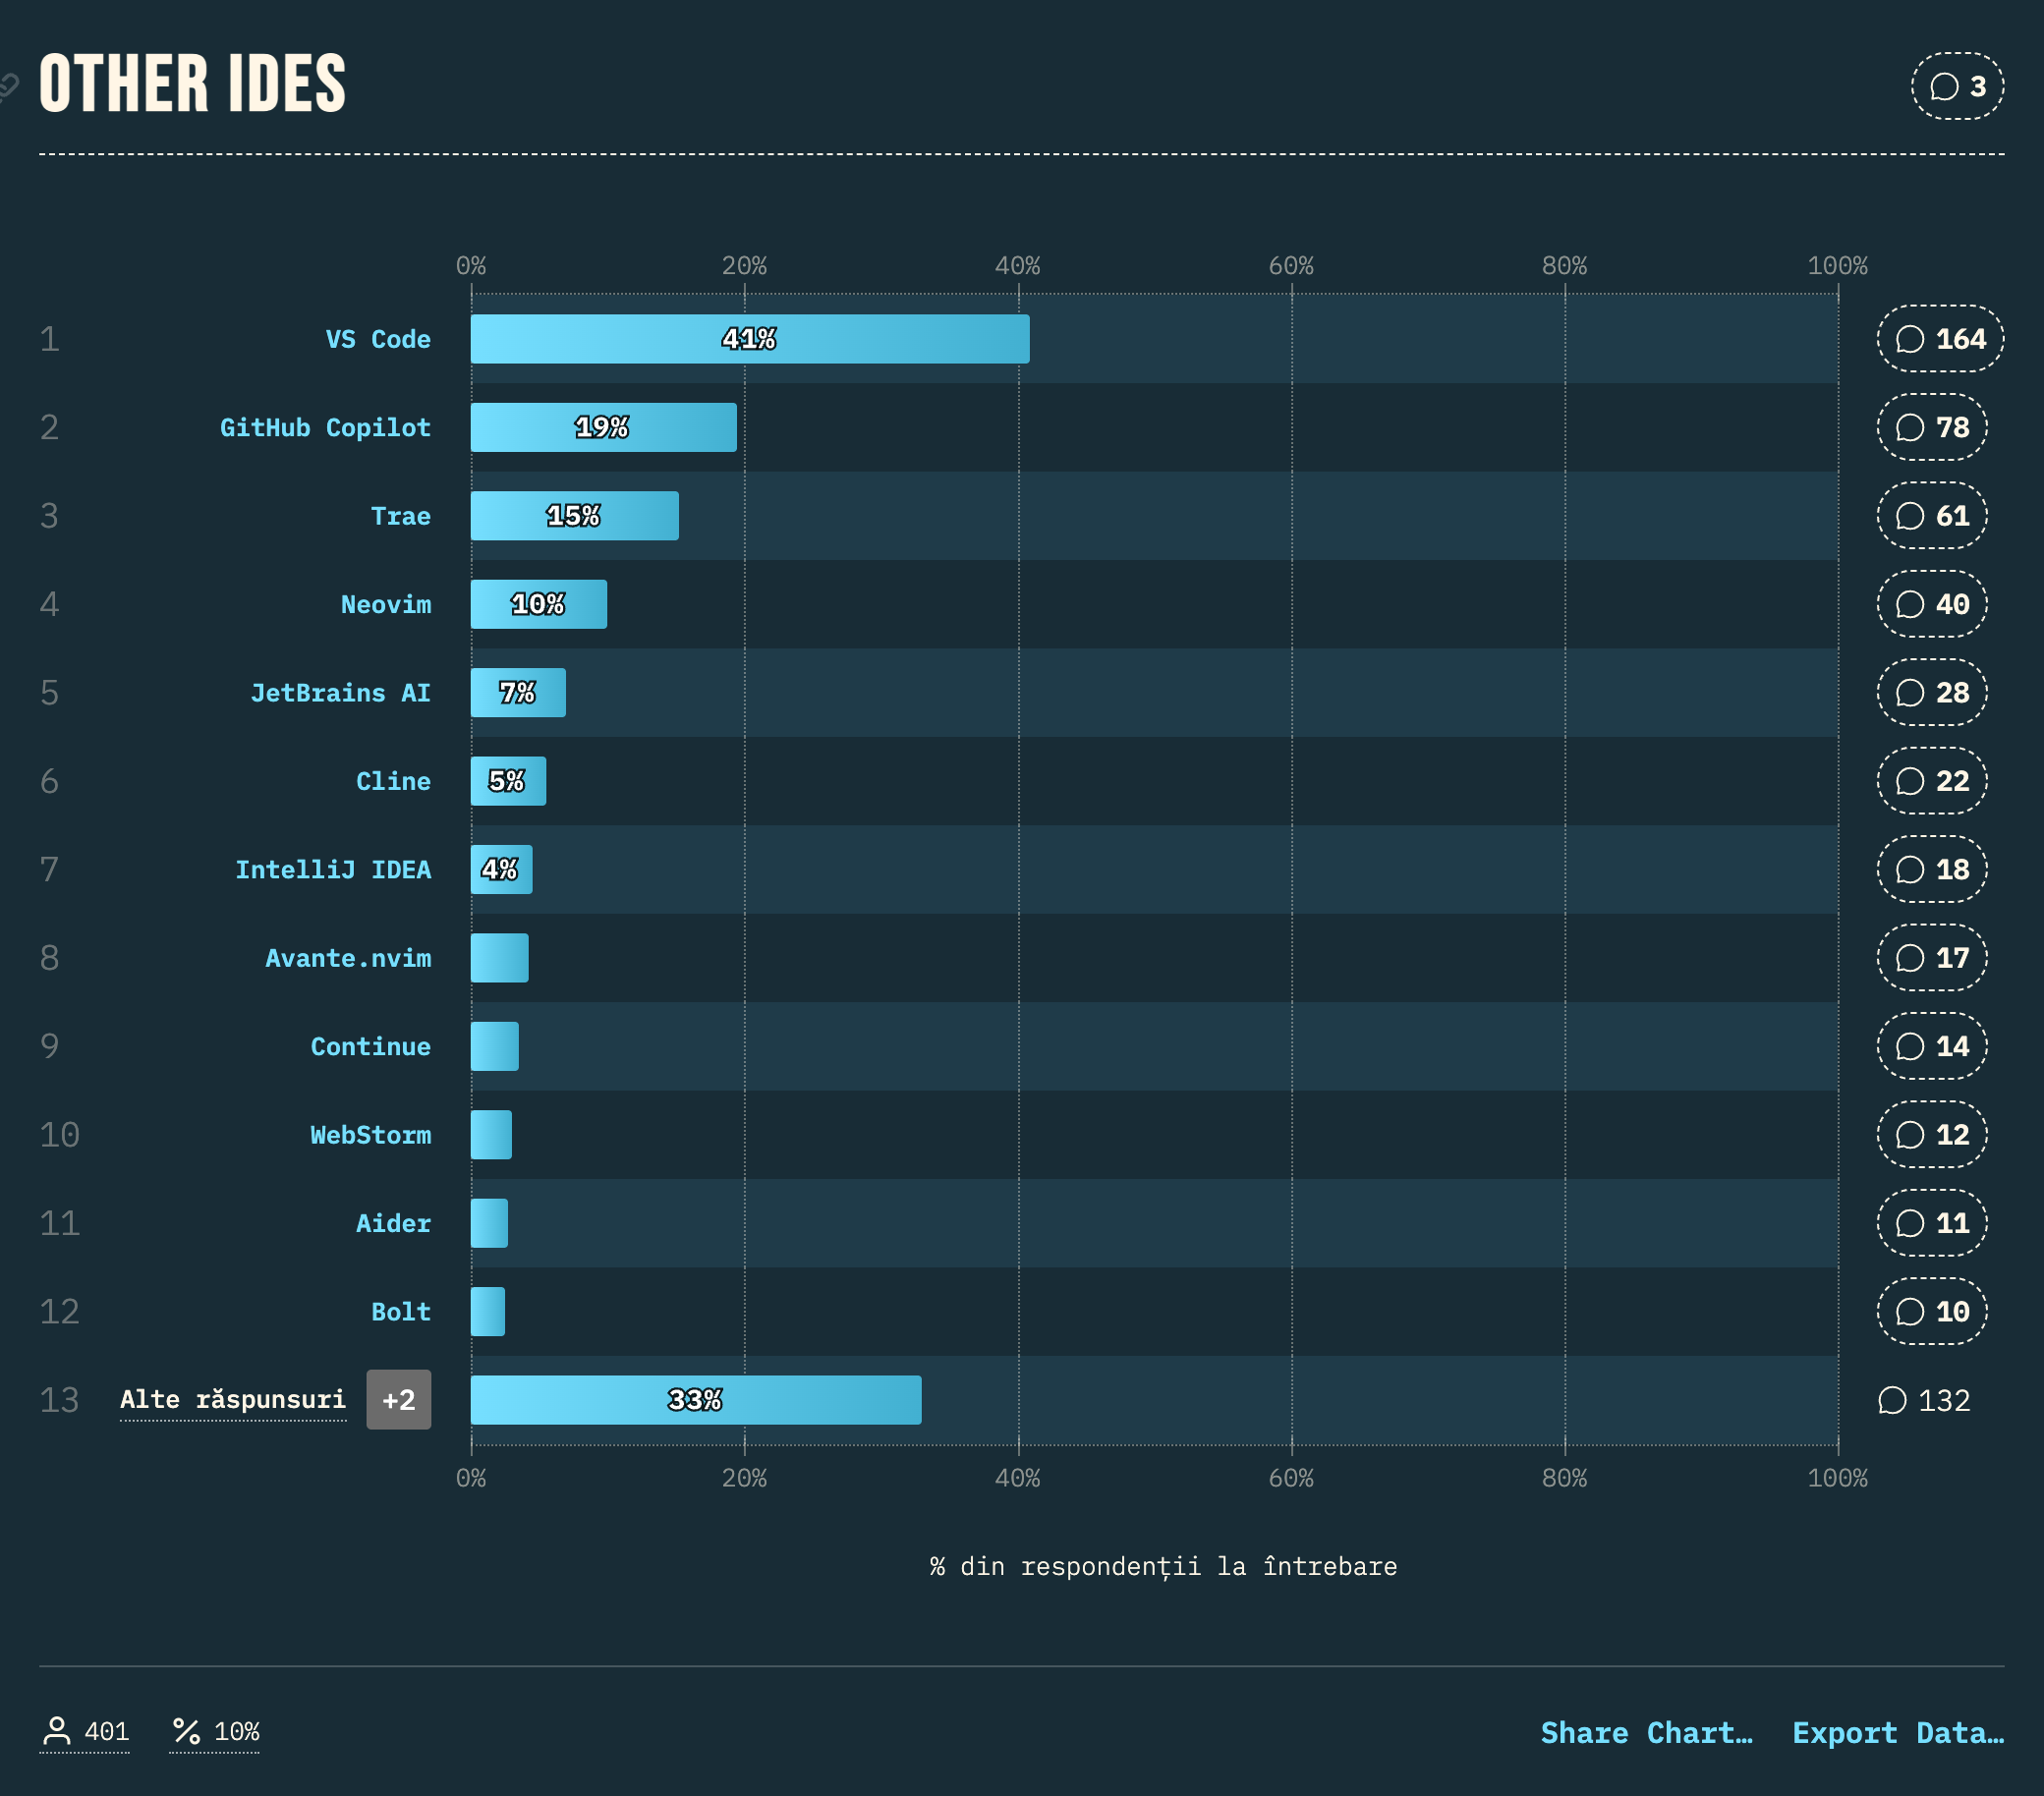 OTHER IDES
3
0% 20% 40% 60% 80% 100%
1 VS Code 41% 164
2 GitHub Copilot 19% 78
3 Trae 15% 61
4 Neovim 10% 40
5 JetBrains AI 7% 28
6 Cline 5% 22
7 IntelliJ IDEA 4% 18
8 Avante.nvim 17
9 Continue 14
10 WebStorm 12
11 Aider 11
12 Bolt 10
13 Alte răspunsuri +2 33% 132
0% 20% 40% 60% 80% 100%
% din respondenții la întrebare
401 10% Share Chart… Export Data…